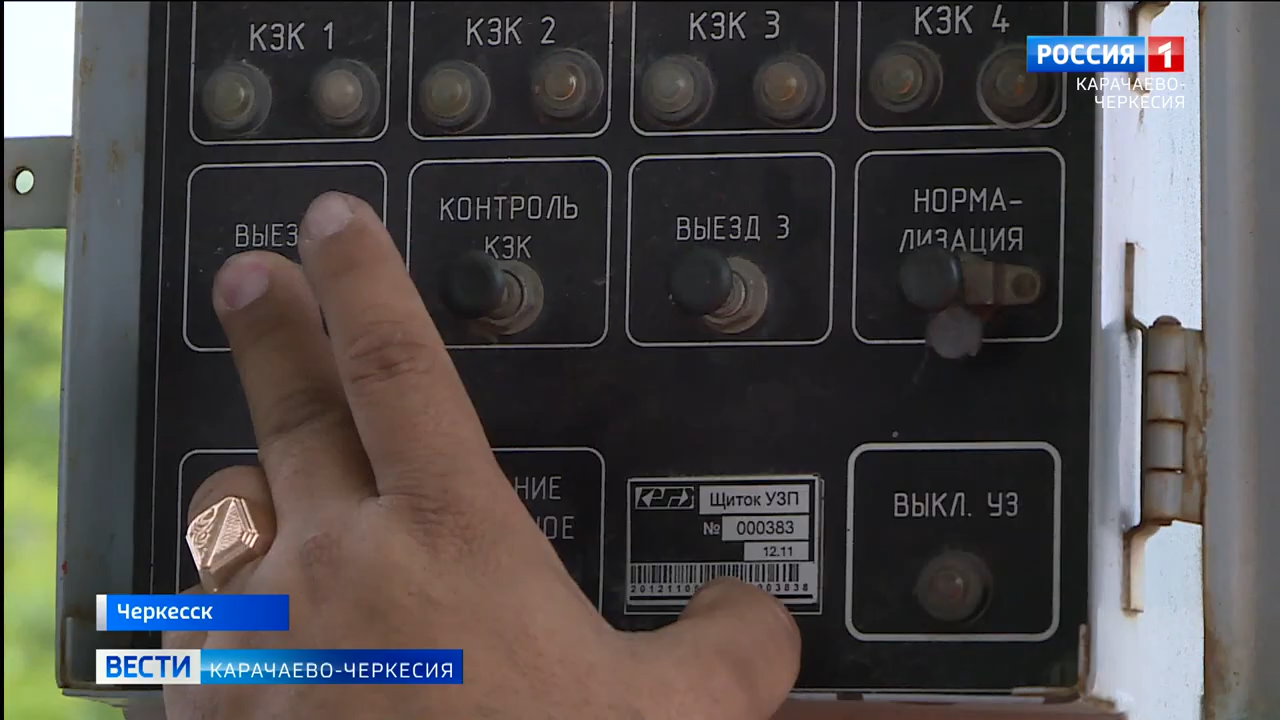 КЗК 1
КЗК 2
КЗК 3
КЗК 4
РОССИЯ 1
КАРАЧАЕВО-
ЧЕРКЕСИЯ
КОНТРОЛЬ
КЗК
ВЫЕЗД 3
НОРМА-
ЛИЗАЦИЯ
Щиток УЗП
№ 000383
12.11
ВЫКЛ. УЗ
Черкесск
ВЕСТИ КАРАЧАЕВО-ЧЕРКЕСИЯ